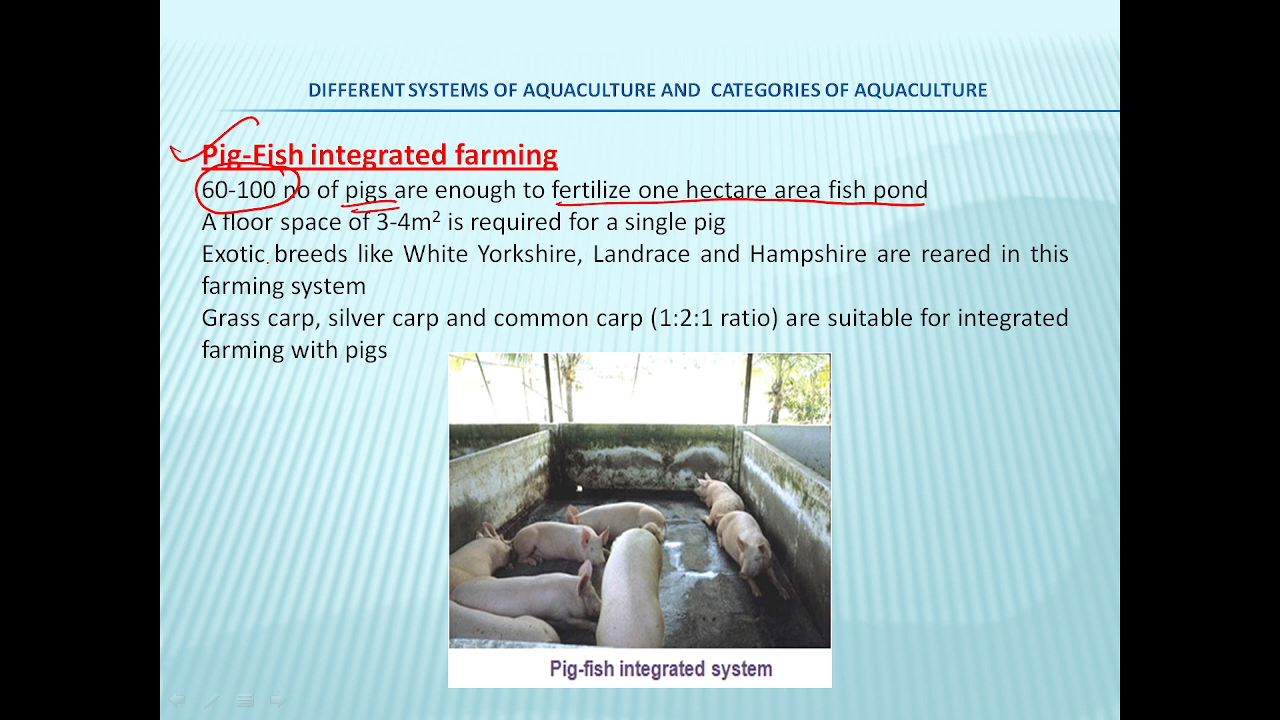 DIFFERENT SYSTEMS OF AQUACULTURE AND CATEGORIES OF AQUACULTURE
Pig-Fish integrated farming
60-100 no of pigs are enough to fertilize one hectare area fish pond
A floor space of 3-4m² is required for a single pig
Exotic breeds like White Yorkshire, Landrace and Hampshire are reared in this
farming system
Grass carp, silver carp and common carp (1:2:1 ratio) are suitable for integrated
farming with pigs
Pig-fish integrated system